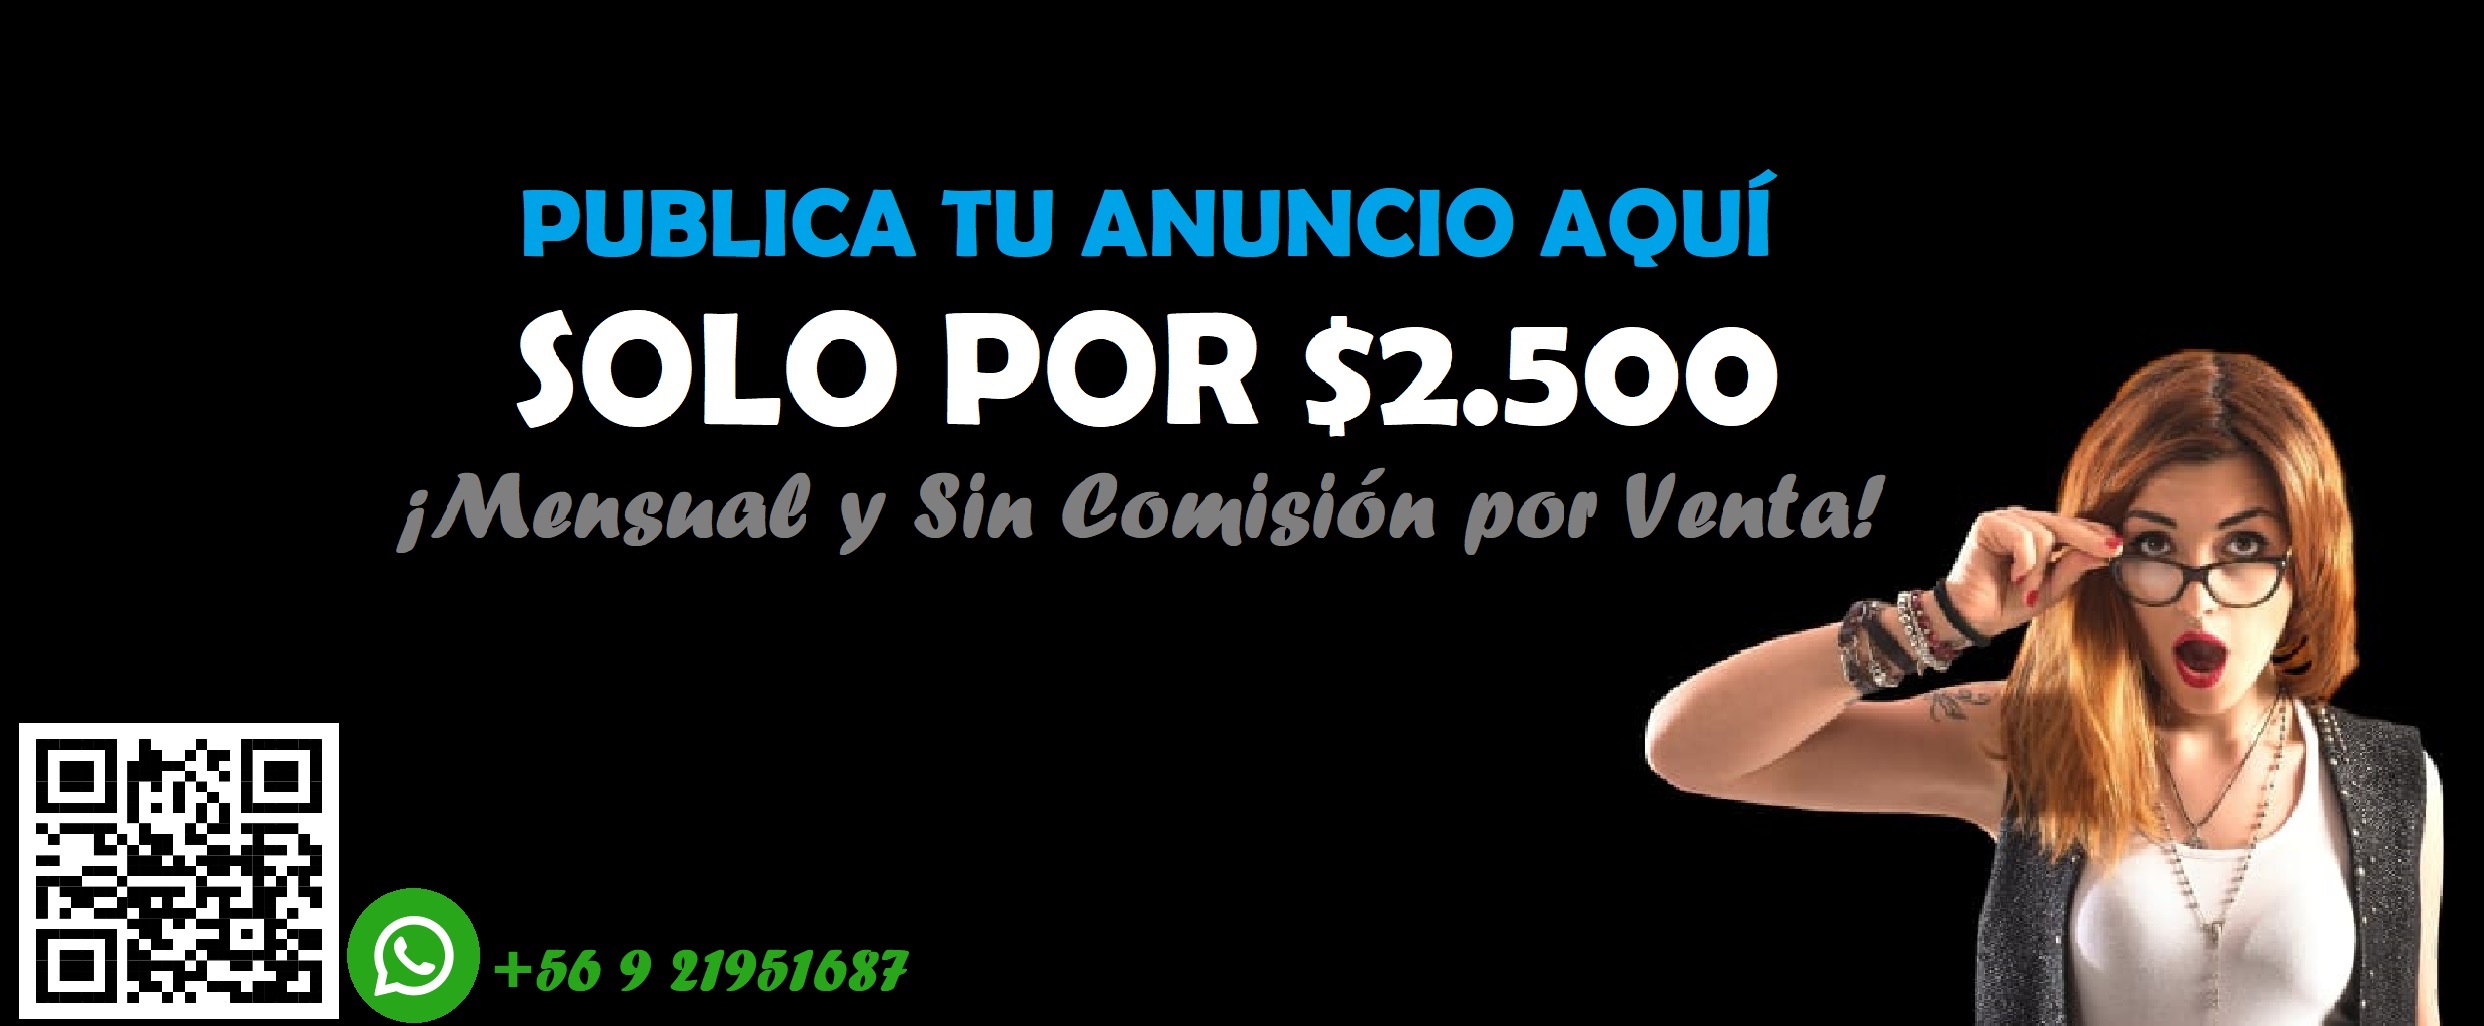 PUBLICA TU ANUNCIO AQUÍ
SOLO POR $2.500
¡Mensual y Sin Comisión por Venta!
+56 9 21951687